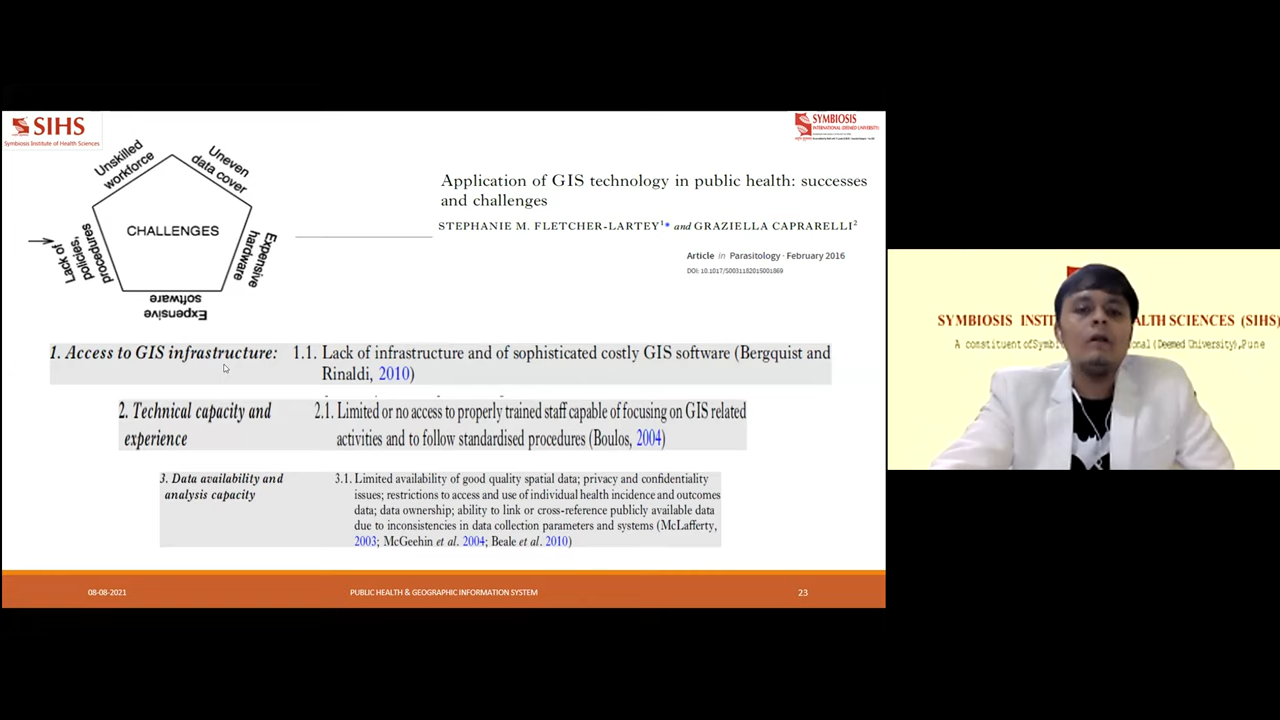 SIHS
Symbiosis Institute of Health Sciences
SYMBIOSIS
INTERNATIONAL (DEEMED UNIVERSITY)
Unskilled
workforce
Uneven
data cover
CHALLENGES
Lack of
policies,
procedures
Expensive
hardware
Expensive
software
Application of GIS technology in public health: successes
and challenges
STEPHANIE M. FLETCHER-LARTEY1* and GRAZIELLA CAPRARELLI2
Article in Parasitology · February 2016
DOI: 10.1017/S0031182015001869
1. Access to GIS infrastructure: 1.1. Lack of infrastructure and of sophisticated costly GIS software (Bergquist and
Rinaldi, 2010)
2. Technical capacity and
experience
2.1. Limited or no access to properly trained staff capable of focusing on GIS related
activities and to follow standardised procedures (Boulos, 2004)
3. Data availability and
analysis capacity
3.1. Limited availability of good quality spatial data; privacy and confidentiality
issues; restrictions to access and use of individual health incidence and outcomes
data; data ownership; ability to link or cross-reference publicly available data
due to inconsistencies in data collection parameters and systems (McLafferty,
2003; McGeehin et al. 2004; Beale et al. 2010)
08-08-2021
PUBLIC HEALTH & GEOGRAPHIC INFORMATION SYSTEM
23
SYMBIOSIS INST ALTH SCIENCES (SIHS)
A constituent of Symb onal (Deemed University), Pune